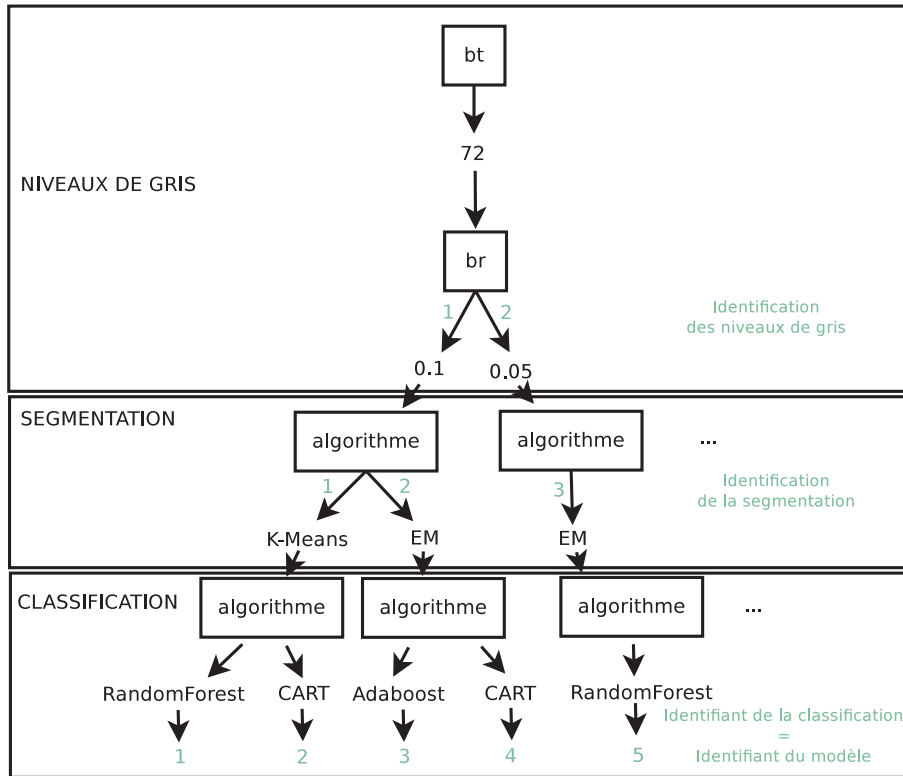 bt
72
NIVEAUX DE GRIS
br
1 2
Identification
des niveaux de gris
0.1 0.05
SEGMENTATION
algorithme algorithme ...
1 2 3
Identification
de la segmentation
K-Means EM EM
CLASSIFICATION
algorithme algorithme algorithme ...
RandomForest CART Adaboost CART RandomForest
Identifiant de la classification
=
Identifiant du modèle
1 2 3 4 5